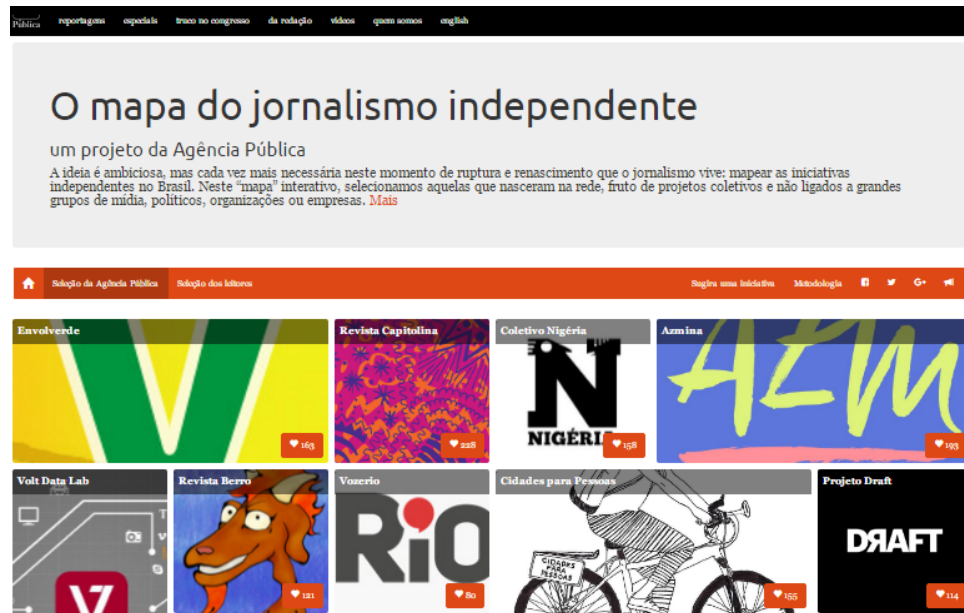 Pública
reportagens especiais truco no congresso da redação vídeos quem somos english
O mapa do jornalismo independente
um projeto da Agência Pública
A ideia é ambiciosa, mas cada vez mais necessária neste momento de ruptura e renascimento que o jornalismo vive: mapear as iniciativas
independentes no Brasil. Neste “mapa” interativo, selecionamos aquelas que nasceram na rede, fruto de projetos coletivos e não ligados a grandes
grupos de mídia, políticos, organizações ou empresas. Mais
Seleção da Agência Pública Seleção dos leitores Sugira uma iniciativa Metodologia G+
Envolverde Revista Capitolina Coletivo Nigéria Azmina
V N AZM
NIGÉRIA
163 228 158 193
Volt Data Lab Revista Berro Vozerio Cidades para Pessoas Projeto Draft
RIO DRAFT
CIDADES
PARA
PESSOAS
121 80 155 114